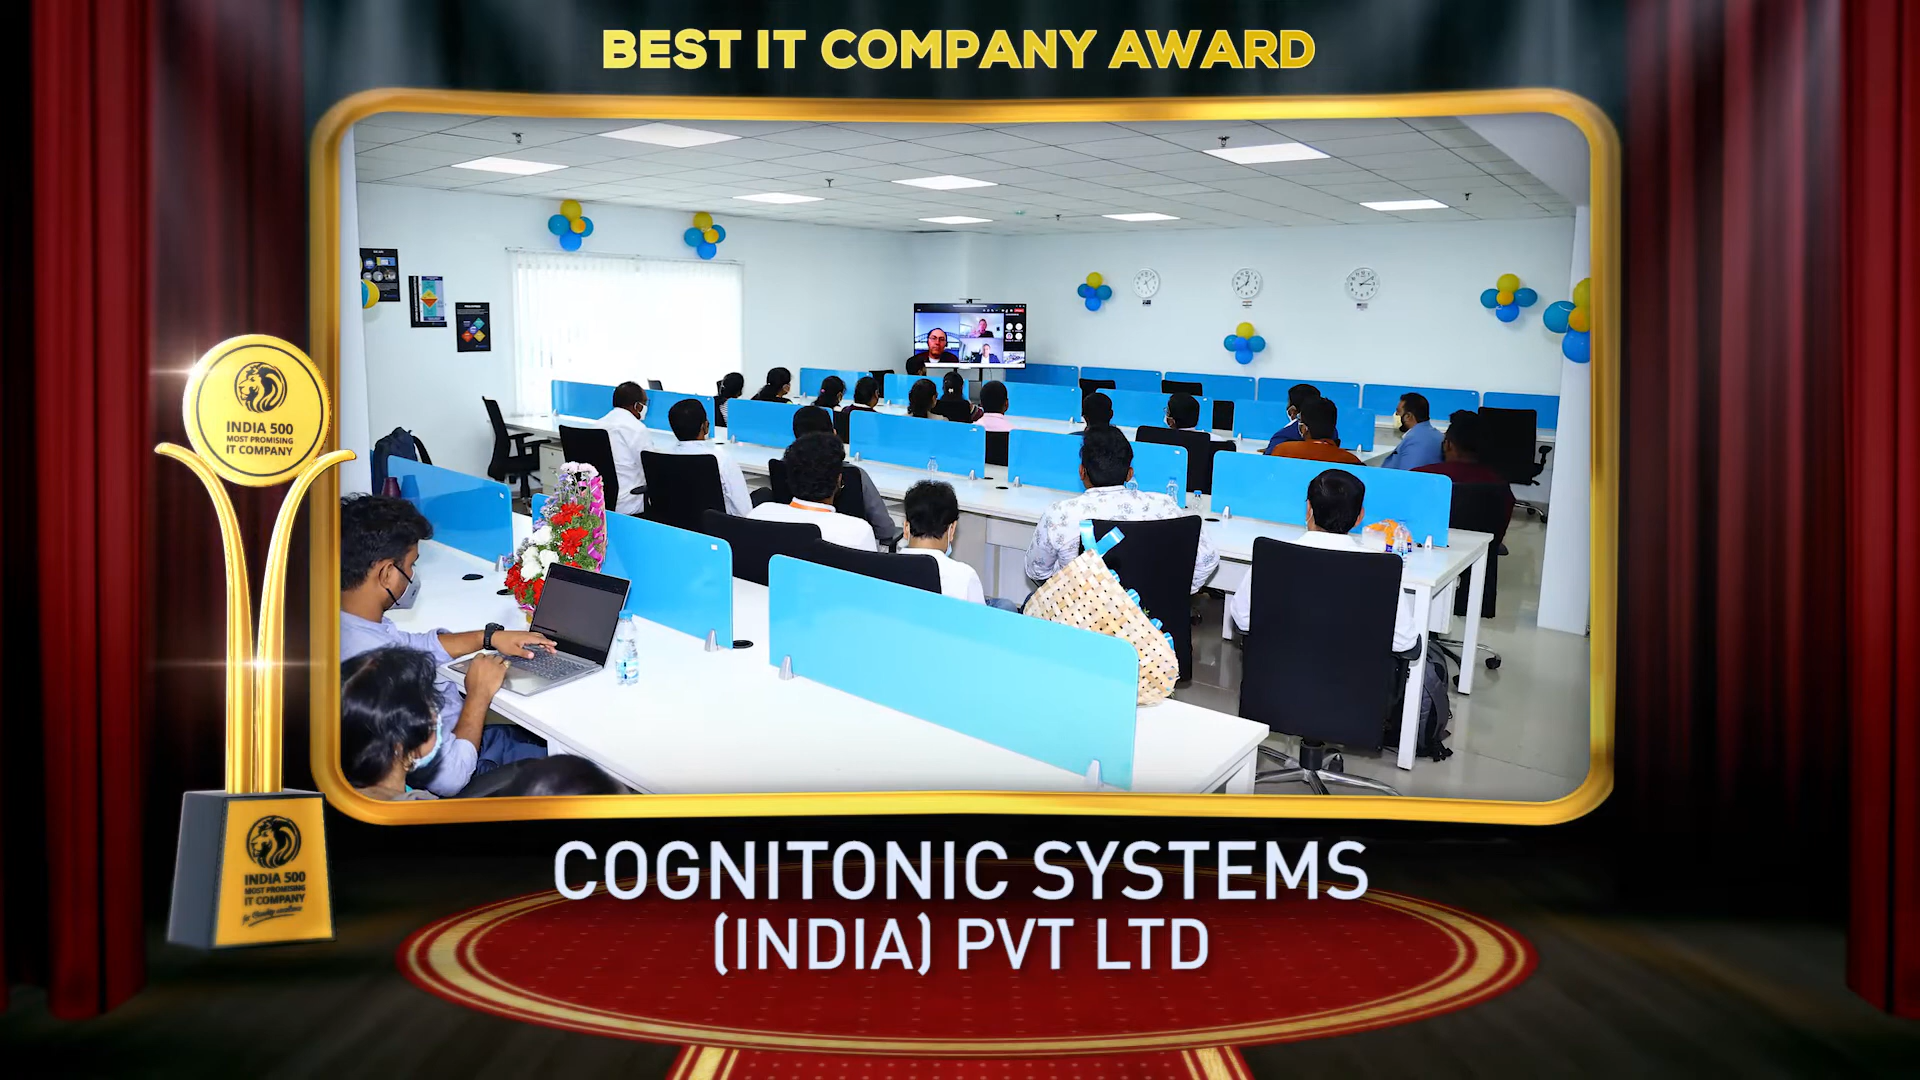 BEST IT COMPANY AWARD
INDIA 500
MOST PROMISING
IT COMPANY
INDIA 500
MOST PROMISING
IT COMPANY
COGNITONIC SYSTEMS
(INDIA) PVT LTD